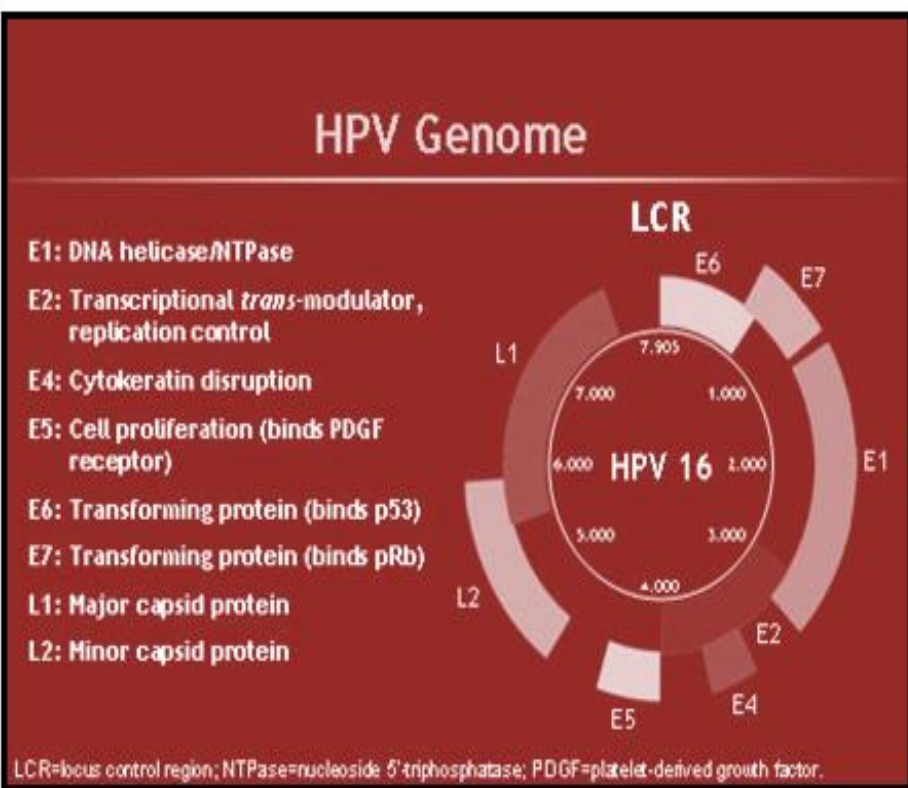 HPV Genome
E1: DNA helicase/NTPase
E2: Transcriptional trans-modulator,
replication control
E4: Cytokeratin disruption
E5: Cell proliferation (binds PDGF
receptor)
E6: Transforming protein (binds p53)
E7: Transforming protein (binds pRb)
L1: Major capsid protein
L2: Minor capsid protein
LCR
E6
E7
L1
7.905
7.000
1.000
6.000
HPV 16
2.000
E1
5.000
3.000
4.000
L2
E2
E4
E5
LCR=locus control region; NTPase=nucleoside 5'-triphosphatase; PDGF=platelet-derived growth factor.